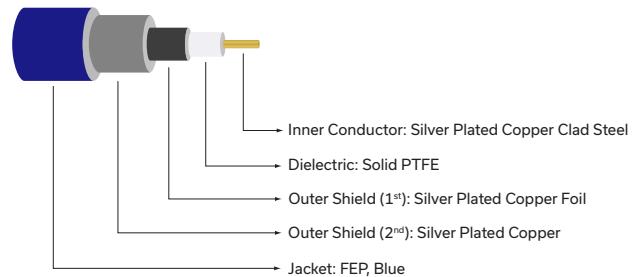 Inner Conductor: Silver Plated Copper Clad Steel
Dielectric: Solid PTFE
Outer Shield (1st): Silver Plated Copper Foil
Outer Shield (2nd): Silver Plated Copper
Jacket: FEP, Blue